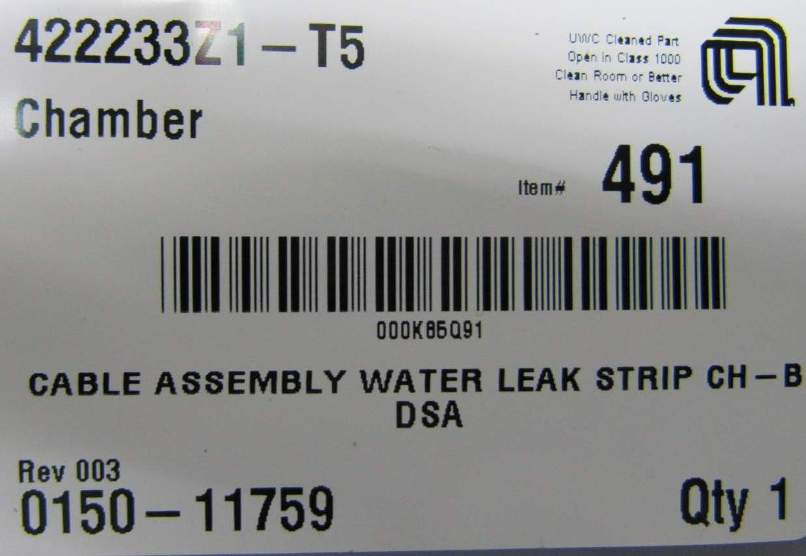 422233Z1-T5
UWC Cleaned Part
Open in Class 1000
Clean Room or Better
Handle with Gloves
Chamber
Item# 491
000K85Q91
CABLE ASSEMBLY WATER LEAK STRIP CH-B
DSA
Rev 003
0150-11759
Qty 1